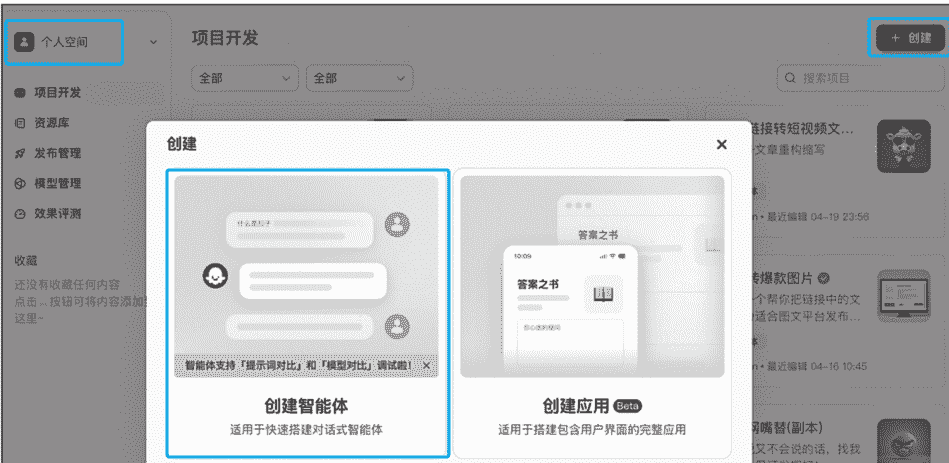 个人空间
项目开发
+ 创建
全部
全部
搜索项目
项目开发
资源库
发布管理
模型管理
效果评测
收藏
还没有收藏任何内容
点击...按钮可将内容添加到
这里~
创建
什么是粒子
智能体支持「提示词对比」和「模型对比」调试啦!
创建智能体
适用于快速搭建对话式智能体
答案之书
10:09
答案之书
创建应用 Beta
适用于搭建包含用户界面的完整应用
链接转短视频文...
文章重构缩写
• 最近编辑 04-19 23:56
转爆款图片
个帮你把链接中的文
适合图文平台发布...
• 最近编辑 04-16 10:45
嘴替(副本)
又不会说的话，找我